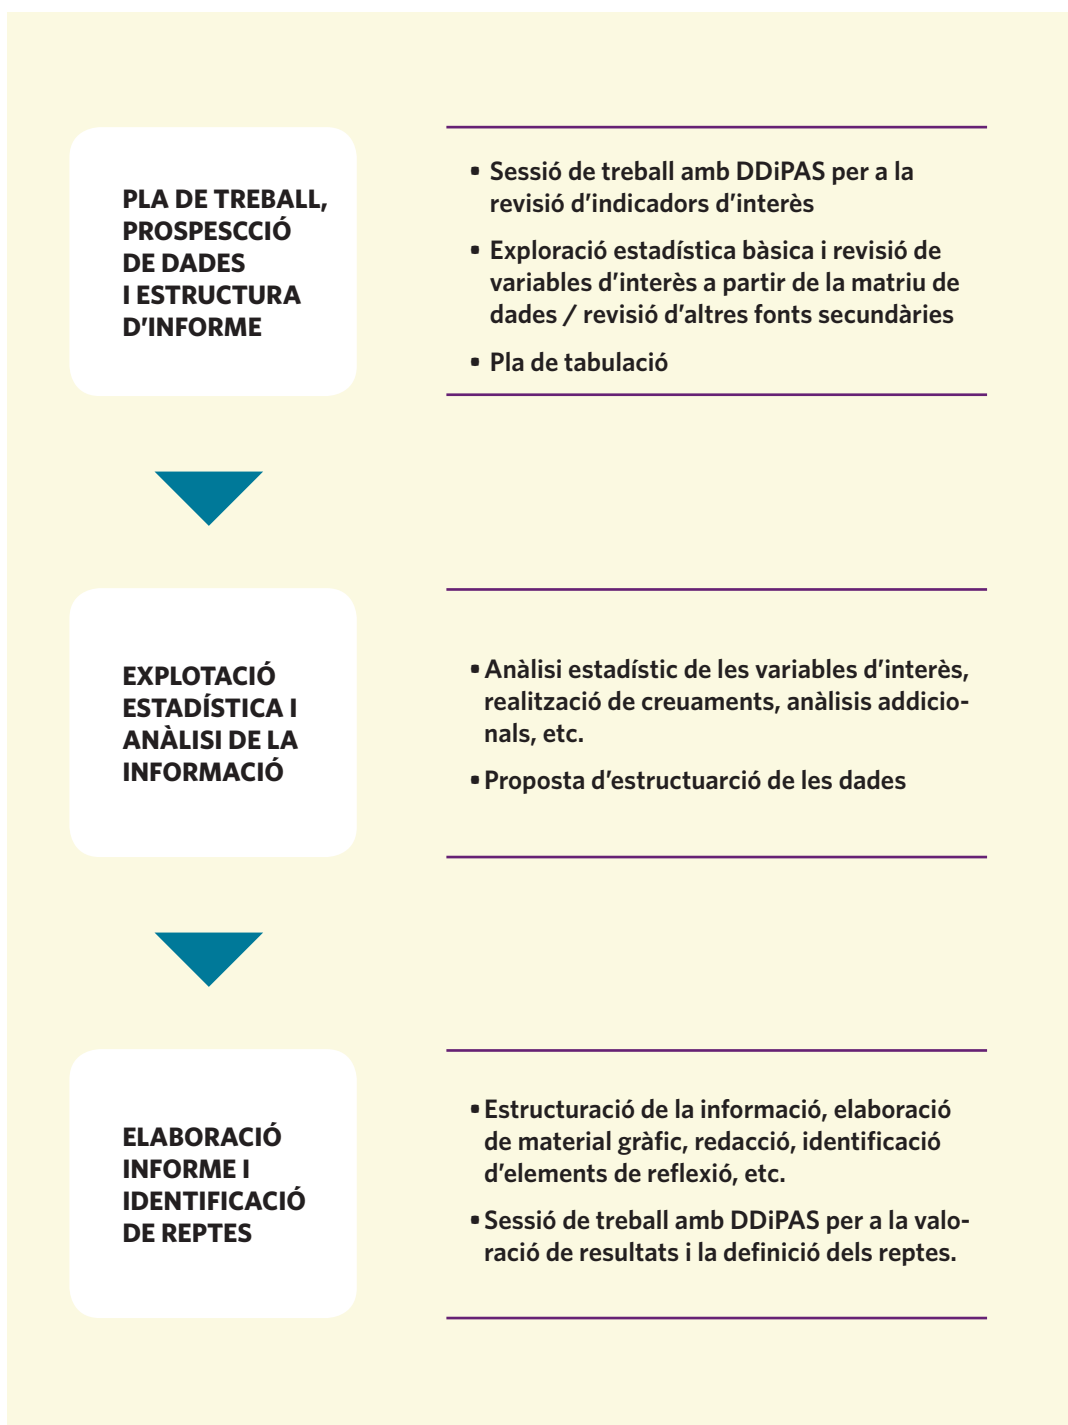 PLA DE TREBALL,
PROSPESCCIÓ
DE DADES
I ESTRUCTURA
D'INFORME
• Sessió de treball amb DDiPAS per a la
revisió d'indicadors d'interès
• Exploració estadística bàsica i revisió de
variables d'interès a partir de la matriu de
dades / revisió d'altres fonts secundàries
• Pla de tabulació
EXPLOTACIÓ
ESTADÍSTICA I
ANÀLISI DE LA
INFORMACIÓ
• Anàlisi estadístic de les variables d'interès,
realització de creuaments, anàlisis addicio-
nals, etc.
• Proposta d'estructuarció de les dades
ELABORACIÓ
INFORME I
IDENTIFICACIÓ
DE REPTES
• Estructuració de la informació, elaboració
de material gràfic, redacció, identificació
d'elements de reflexió, etc.
• Sessió de treball amb DDiPAS per a la valo-
ració de resultats i la definició dels reptes.